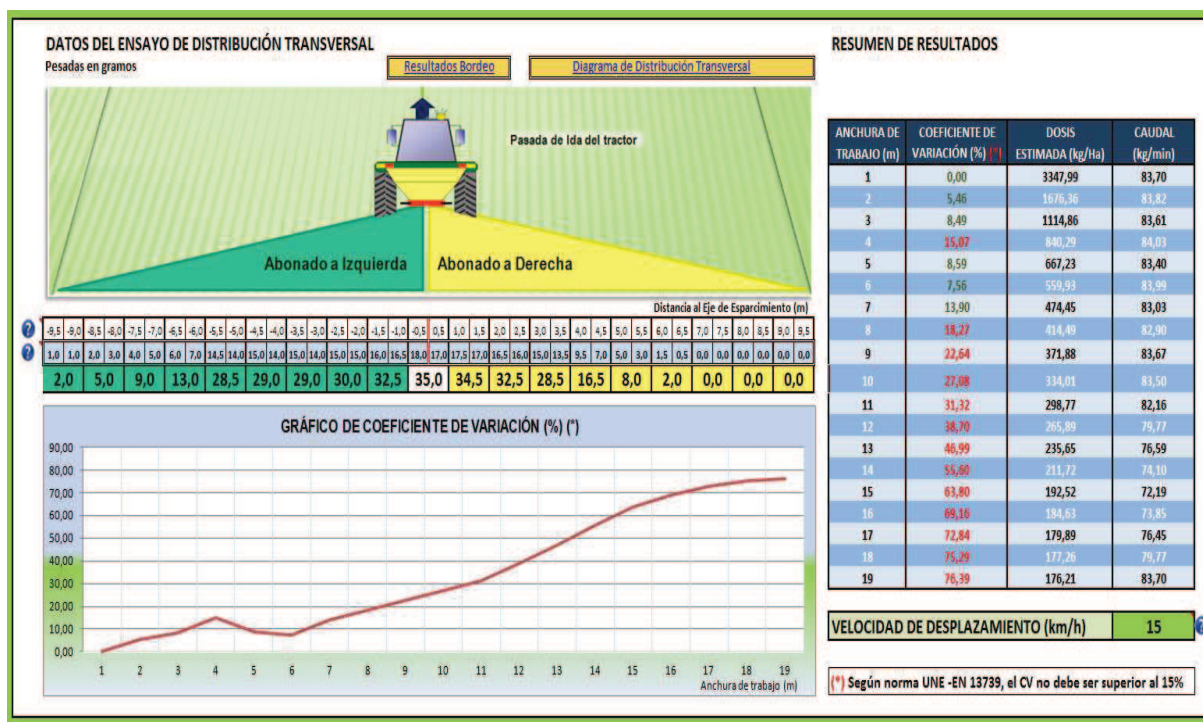 DATOS DEL ENSAYO DE DISTRIBUCIÓN TRANSVERSAL
Pesadas en gramos
Resultados Bordeo
Diagrama de Distribución Transversal
Pasada de Ida del tractor
Abonado a Izquierda
Abonado a Derecha
Distancia al Eje de Esparcimiento (m)
-9,5 -9,0 -8,5 -8,0 -7,5 -7,0 -6,5 -6,0 -5,5 -5,0 -4,5 -4,0 -3,5 -3,0 -2,5 -2,0 -1,5 -1,0 -0,5 0,5 1,0 1,5 2,0 2,5 3,0 3,5 4,0 4,5 5,0 5,5 6,0 6,5 7,0 7,5 8,0 8,5 9,0 9,5
1,0 1,0 2,0 3,0 4,0 5,0 6,0 7,0 14,5 14,0 15,0 14,0 15,0 14,0 15,0 15,0 16,0 16,5 18,0 17,0 17,5 17,0 16,5 16,0 15,0 13,5 9,5 7,0 5,0 3,0 1,5 0,5 0,0 0,0 0,0 0,0 0,0 0,0
2,0 5,0 9,0 13,0 28,5 29,0 29,0 30,0 32,5 35,0 34,5 32,5 28,5 16,5 8,0 2,0 0,0 0,0 0,0
GRÁFICO DE COEFICIENTE DE VARIACIÓN (%) (*)
90,00
80,00
70,00
60,00
50,00
40,00
30,00
20,00
10,00
0,00
1 2 3 4 5 6 7 8 9 10 11 12 13 14 15 16 17 18 19
Anchura de trabajo (m)
RESUMEN DE RESULTADOS
ANCHURA DE TRABAJO (m) COEFICIENTE DE VARIACIÓN (%) (*) DOSIS ESTIMADA (kg/Ha) CAUDAL (kg/min)
1 0,00 3347,99 83,70
2 5,46 1676,36 83,82
3 8,49 1114,86 83,61
4 15,07 840,29 84,03
5 8,59 667,23 83,40
6 7,56 559,93 83,99
7 13,90 474,45 83,03
8 18,27 414,49 82,90
9 22,64 371,88 83,67
10 27,08 334,01 83,50
11 31,32 298,77 82,16
12 38,70 265,89 79,77
13 46,99 235,65 76,59
14 55,60 211,72 74,10
15 63,80 192,52 72,19
16 69,16 184,63 73,85
17 72,84 179,89 76,45
18 75,29 177,26 79,77
19 76,39 176,21 83,70
VELOCIDAD DE DESPLAZAMIENTO (km/h) 15
(*) Según norma UNE -EN 13739, el CV no debe ser superior al 15%